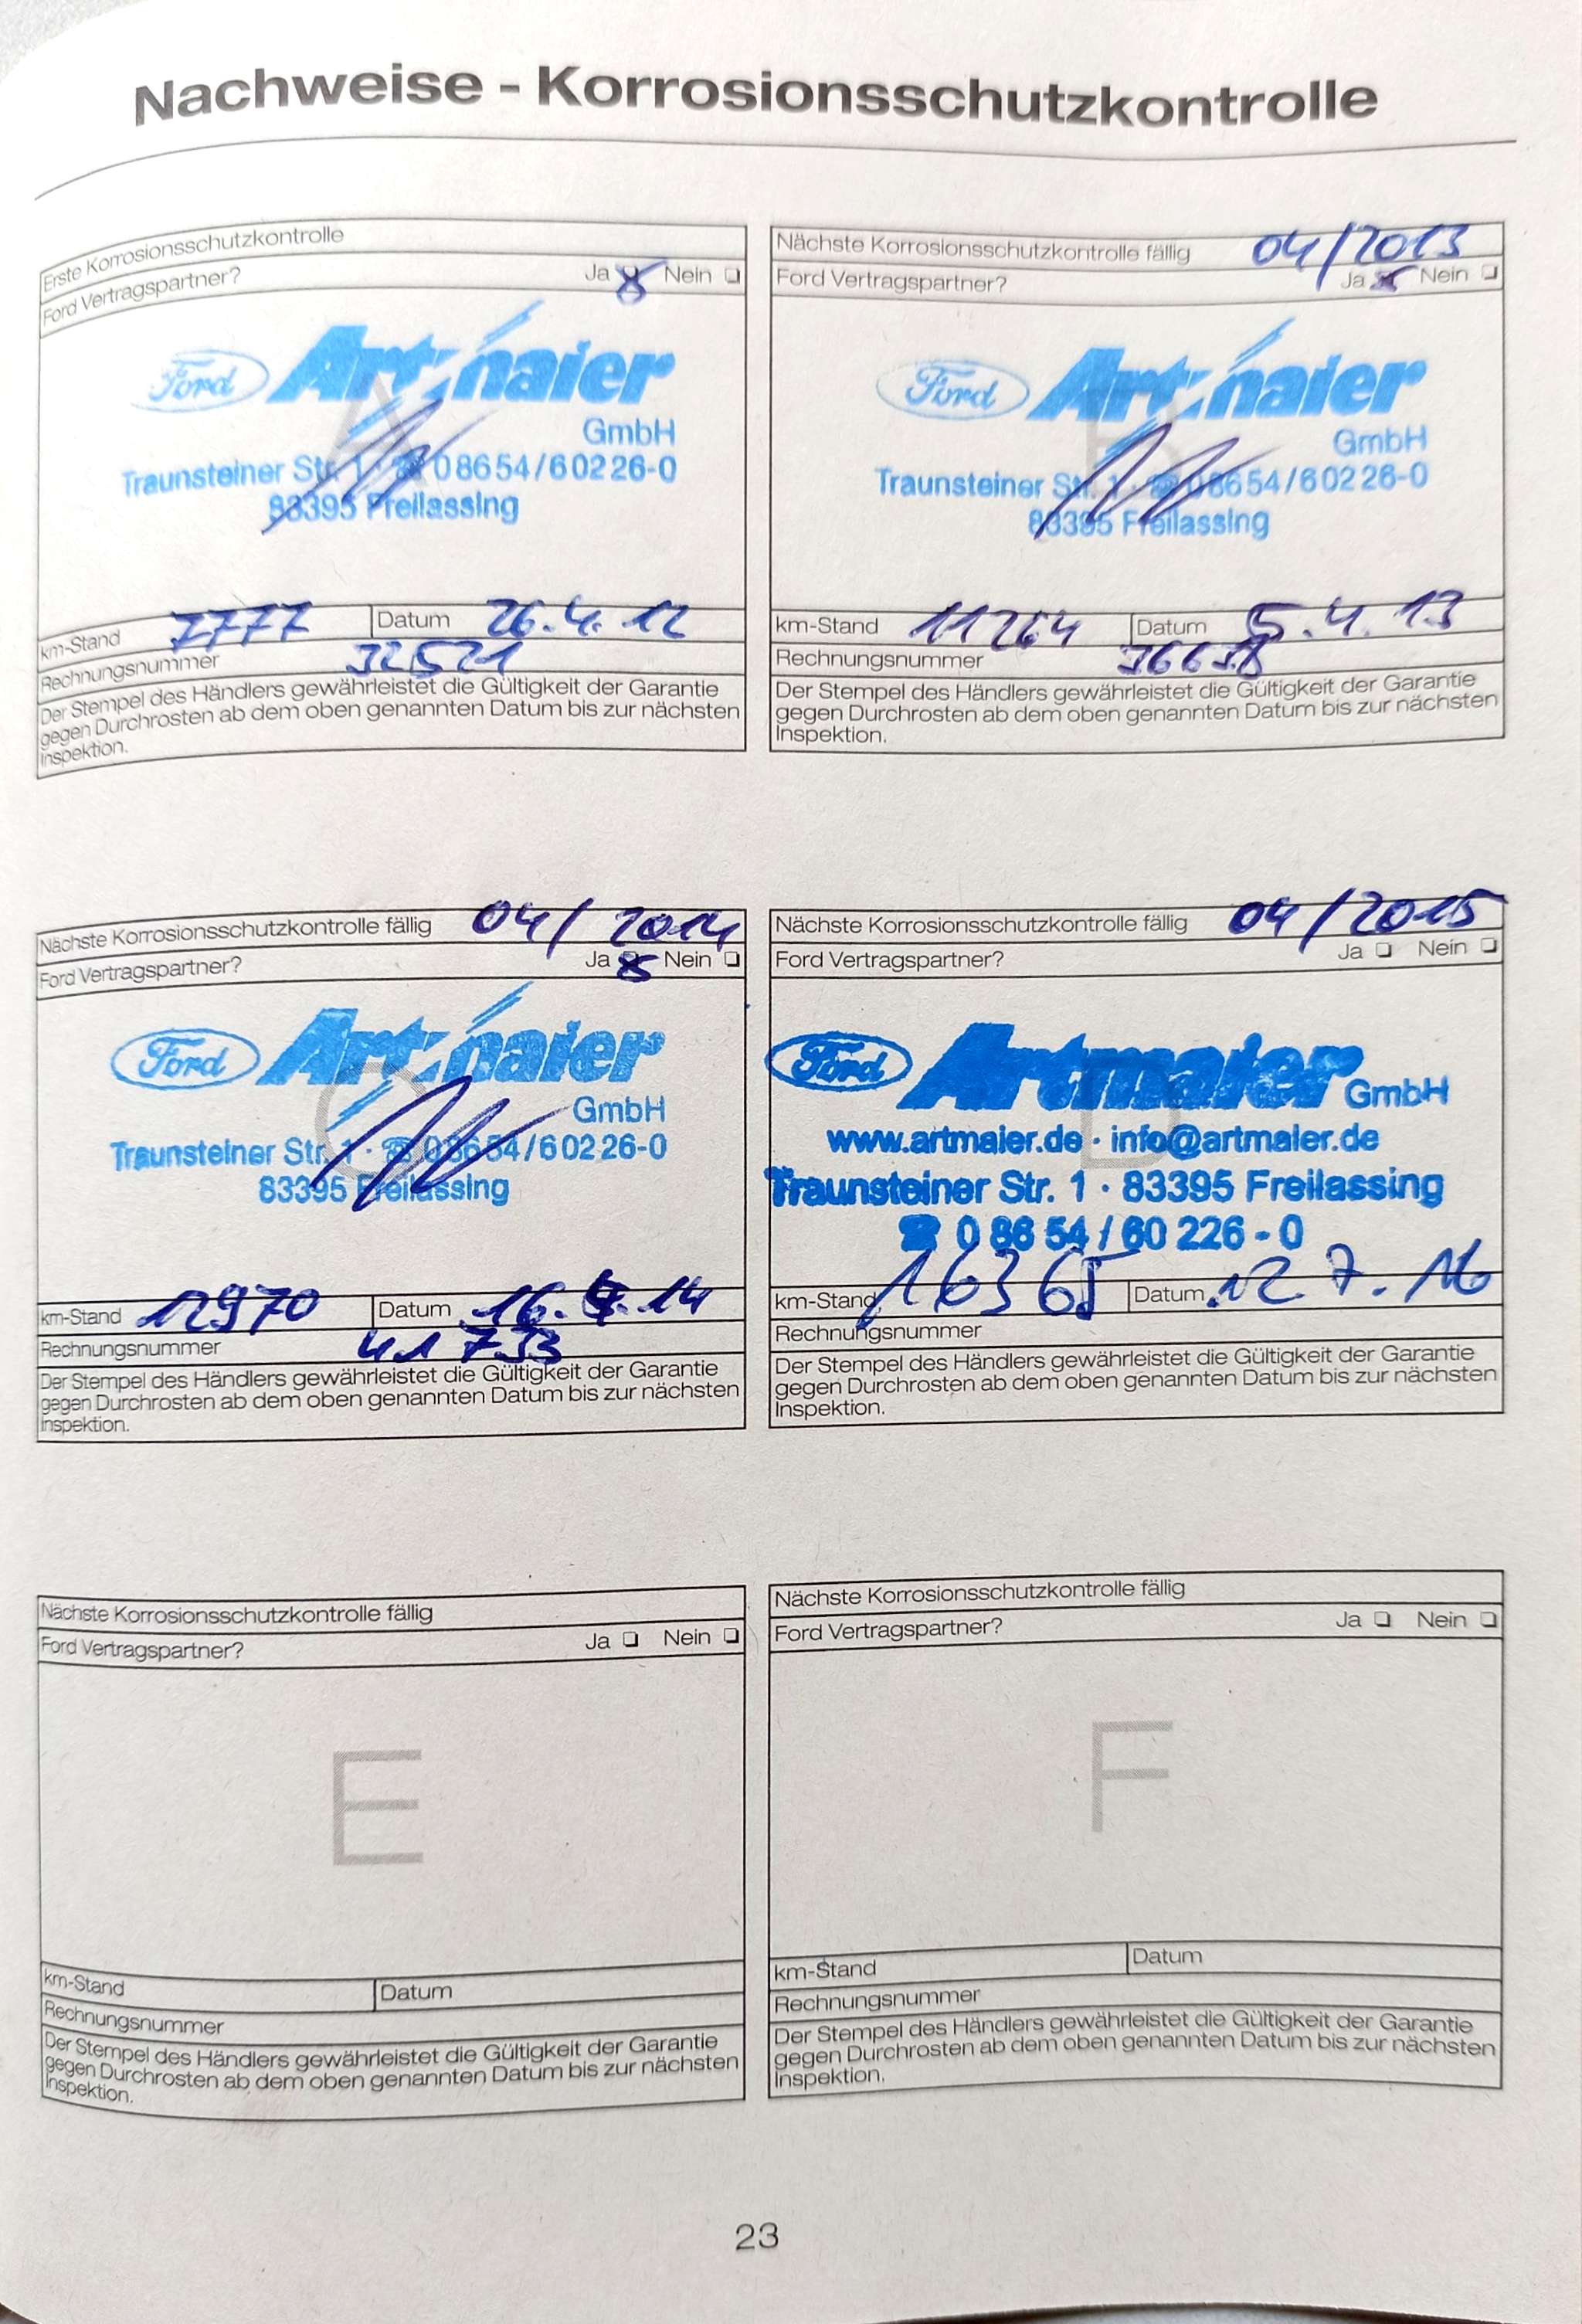 Nachweise - Korrosionsschutzkontrolle
Erste Korrosionsschutzkontrolle
Ford Vertragspartner? Ja Nein
Ford Artmaier
GmbH
Traunsteiner Str. 1 · ☎ 08654/60226-0
83395 Freilassing
km-Stand 7777 Datum 26.4.12
Rechnungsnummer 32521
Der Stempel des Händlers gewährleistet die Gültigkeit der Garantie
gegen Durchrosten ab dem oben genannten Datum bis zur nächsten
Inspektion.
Nächste Korrosionsschutzkontrolle fällig 04/2013
Ford Vertragspartner? Ja Nein
Ford Artmaier
GmbH
Traunsteiner Str. 1 · ☎ 08654/60226-0
83395 Freilassing
km-Stand 11264 Datum 5.4.13
Rechnungsnummer
Der Stempel des Händlers gewährleistet die Gültigkeit der Garantie
gegen Durchrosten ab dem oben genannten Datum bis zur nächsten
Inspektion.
Nächste Korrosionsschutzkontrolle fällig 04/2014
Ford Vertragspartner? Ja Nein
C
Ford Artmaier
GmbH
Traunsteiner Str. 1 · ☎ 08654/60226-0
83395 Freilassing
km-Stand 12970 Datum 16.4.14
Rechnungsnummer 41733
Der Stempel des Händlers gewährleistet die Gültigkeit der Garantie
gegen Durchrosten ab dem oben genannten Datum bis zur nächsten
Inspektion.
Nächste Korrosionsschutzkontrolle fällig 04/2015
Ford Vertragspartner? Ja ❏ Nein ❏
D
Ford Artmaier GmbH
www.artmaier.de · info@artmaier.de
Traunsteiner Str. 1 · 83395 Freilassing
☎ 0 86 54 / 60 226 - 0
km-Stand 16365 Datum 12.7.16
Rechnungsnummer
Der Stempel des Händlers gewährleistet die Gültigkeit der Garantie
gegen Durchrosten ab dem oben genannten Datum bis zur nächsten
Inspektion.
Nächste Korrosionsschutzkontrolle fällig
Ford Vertragspartner? Ja ❏ Nein ❏
E
km-Stand Datum
Rechnungsnummer
Der Stempel des Händlers gewährleistet die Gültigkeit der Garantie
gegen Durchrosten ab dem oben genannten Datum bis zur nächsten
Inspektion.
Nächste Korrosionsschutzkontrolle fällig
Ford Vertragspartner? Ja ❏ Nein ❏
F
km-Stand Datum
Rechnungsnummer
Der Stempel des Händlers gewährleistet die Gültigkeit der Garantie
gegen Durchrosten ab dem oben genannten Datum bis zur nächsten
Inspektion.
23